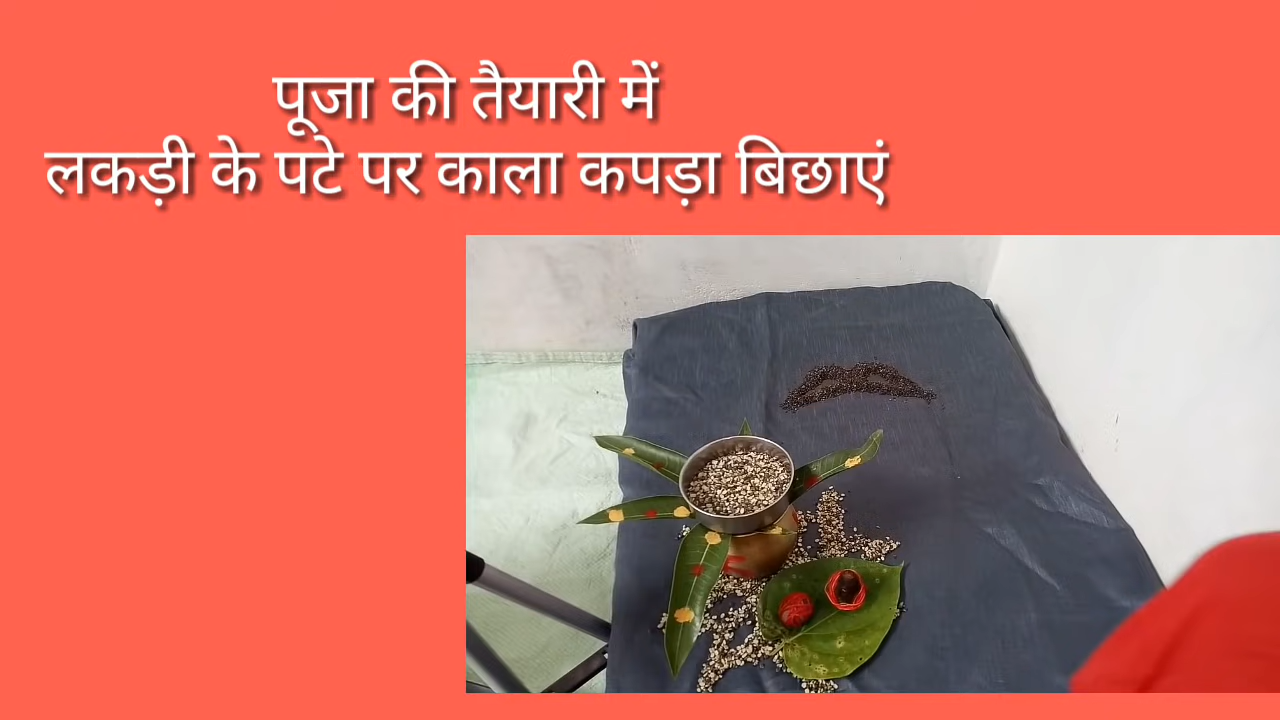 पूजा की तैयारी में
लकड़ी के पटे पर काला कपड़ा बिछाएं